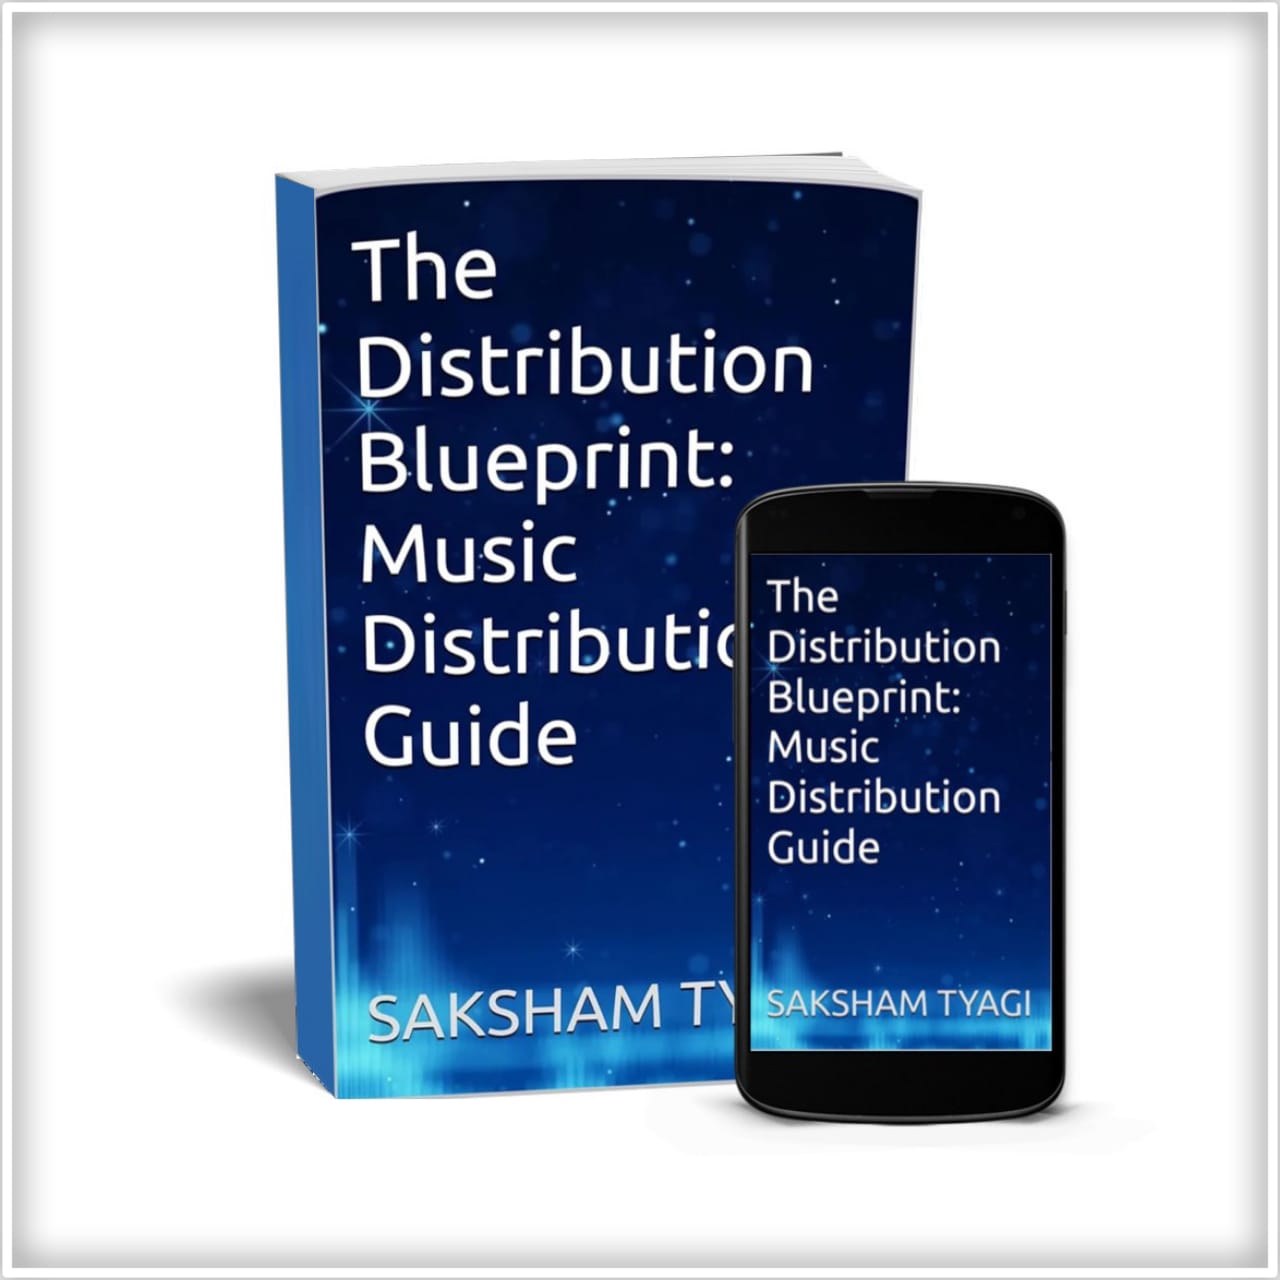 The
Distribution
Blueprint:
Music
Distributio
Guide
SAKSHAM TY
The
Distribution
Blueprint:
Music
Distribution
Guide
SAKSHAM TYAGI